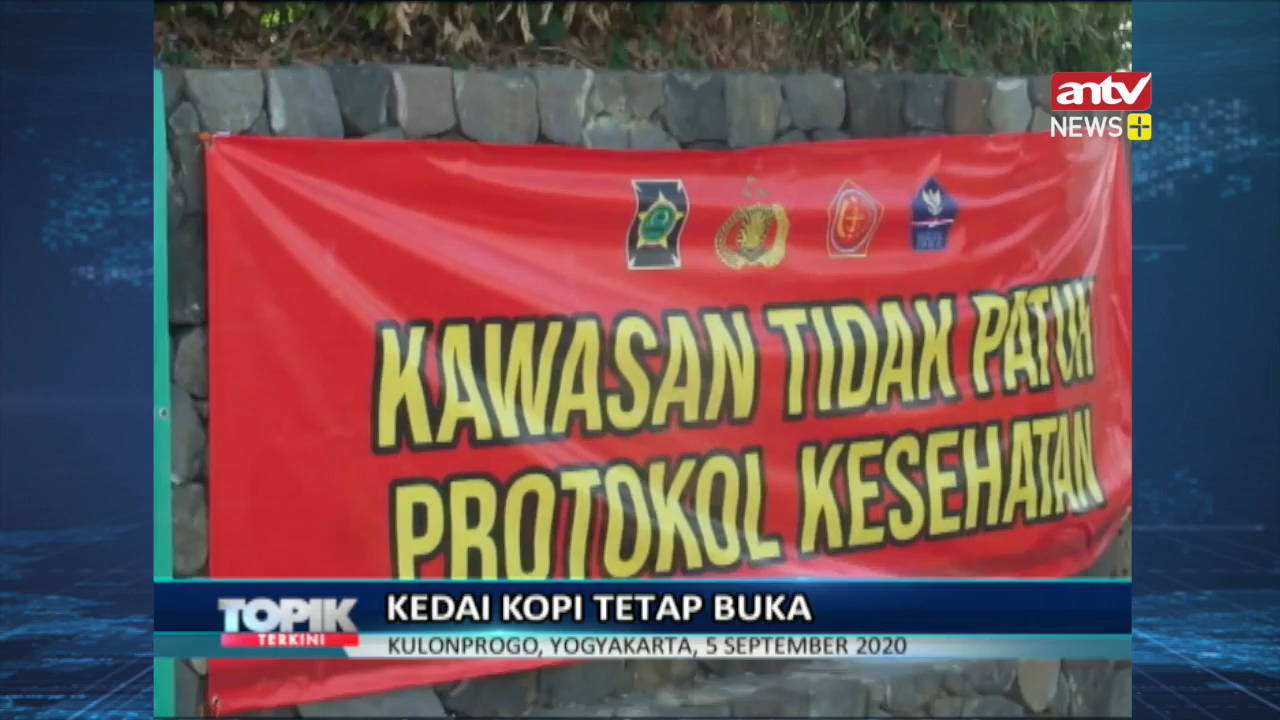 antv
NEWS+
KAWASAN TIDAK PATUH
PROTOKOL KESEHATAN
TOPIK
TERKINI
KEDAI KOPI TETAP BUKA
KULONPROGO, YOGYAKARTA, 5 SEPTEMBER 2020